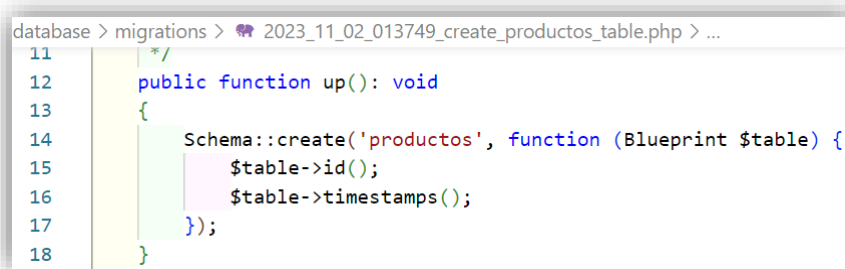 database > migrations > 2023_11_02_013749_create_productos_table.php > ...
11 */
12 public function up(): void
13 {
14 Schema::create('productos', function (Blueprint $table) {
15 $table->id();
16 $table->timestamps();
17 });
18 }